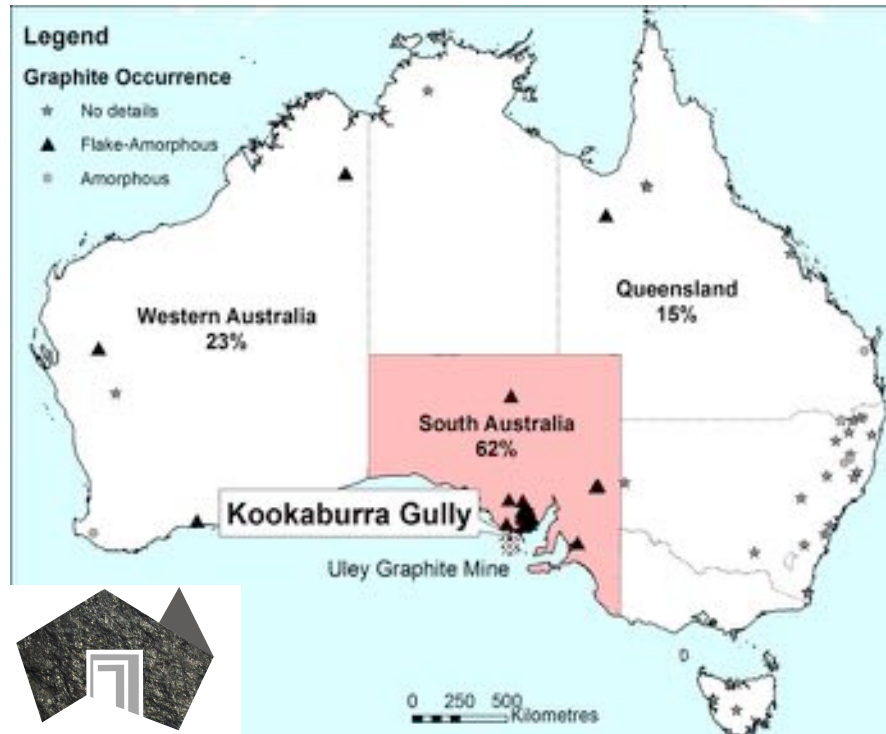 Legend
Graphite Occurrence
No details
Flake-Amorphous
Amorphous
Western Australia
23%
Queensland
15%
South Australia
62%
Kookaburra Gully
Uley Graphite Mine
0 250 500
Kilometres